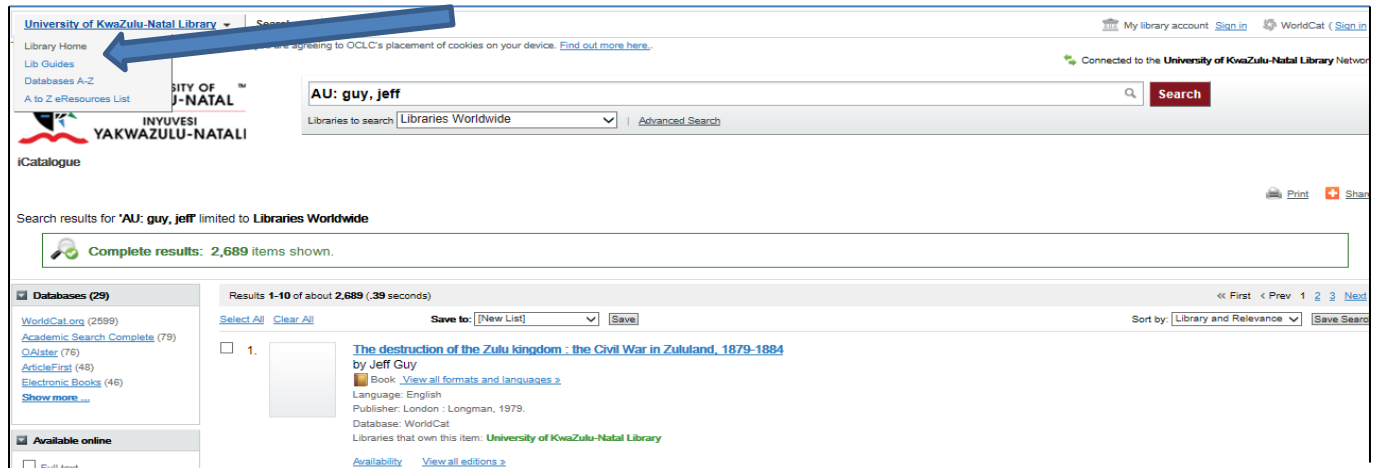 University of KwaZulu-Natal Library
My library account Sign in WorldCat ( Sign in
Library Home
Lib Guides
Databases A-Z
A to Z eResources List
agreeing to OCLC's placement of cookies on your device. Find out more here..
Connected to the University of KwaZulu-Natal Library Networ
SITY OF ™
U-NATAL
INYUVESI
YAKWAZULU-NATALI
AU: guy, jeff
Search
Libraries to search Libraries Worldwide | Advanced Search
iCatalogue
Print Shar
Search results for 'AU: guy, jeff' limited to Libraries Worldwide
Complete results: 2,689 items shown.
Databases (29)
WorldCat.org (2599)
Academic Search Complete (79)
OAIster (76)
ArticleFirst (48)
Electronic Books (46)
Show more ...
Available online
Full text
Results 1-10 of about 2,689 (.39 seconds)
« First < Prev 1 2 3 Next
Select All Clear All Save to: [New List] Save
Sort by: Library and Relevance Save Searc
1. The destruction of the Zulu kingdom : the Civil War in Zululand, 1879-1884
by Jeff Guy
Book View all formats and languages »
Language: English
Publisher: London : Longman, 1979.
Database: WorldCat
Libraries that own this item: University of KwaZulu-Natal Library
Availability View all editions »